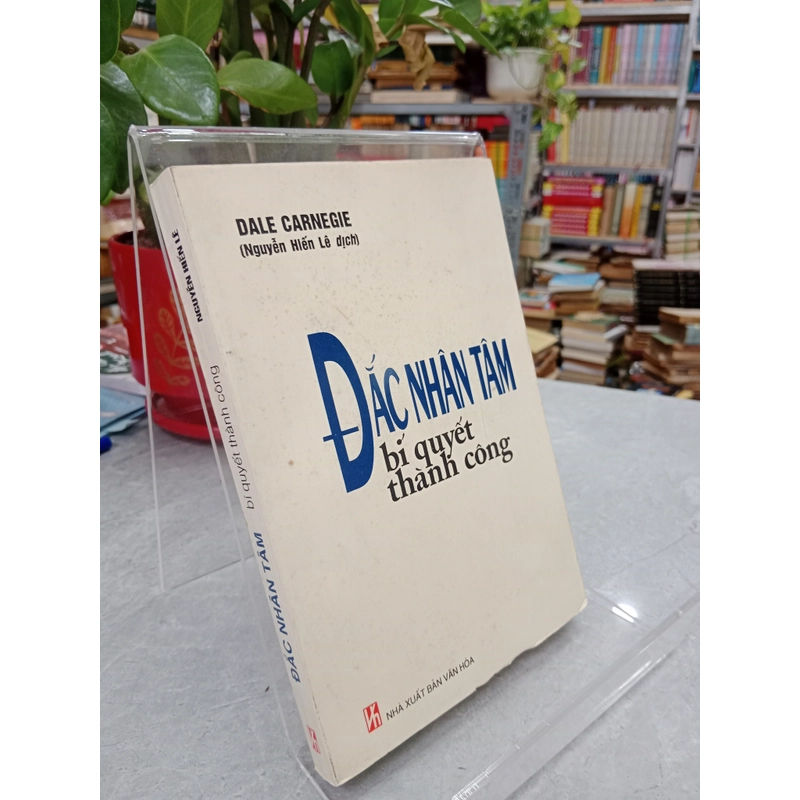 DALE CARNEGIE
(Nguyễn Hiến Lê dịch)
ĐẮC NHÂN TÂM
bí quyết
thành công
NHÀ XUẤT BẢN VĂN HÓA
NGUYỄN HIẾN LÊ
bí quyết thành công
ĐẮC NHÂN TÂM